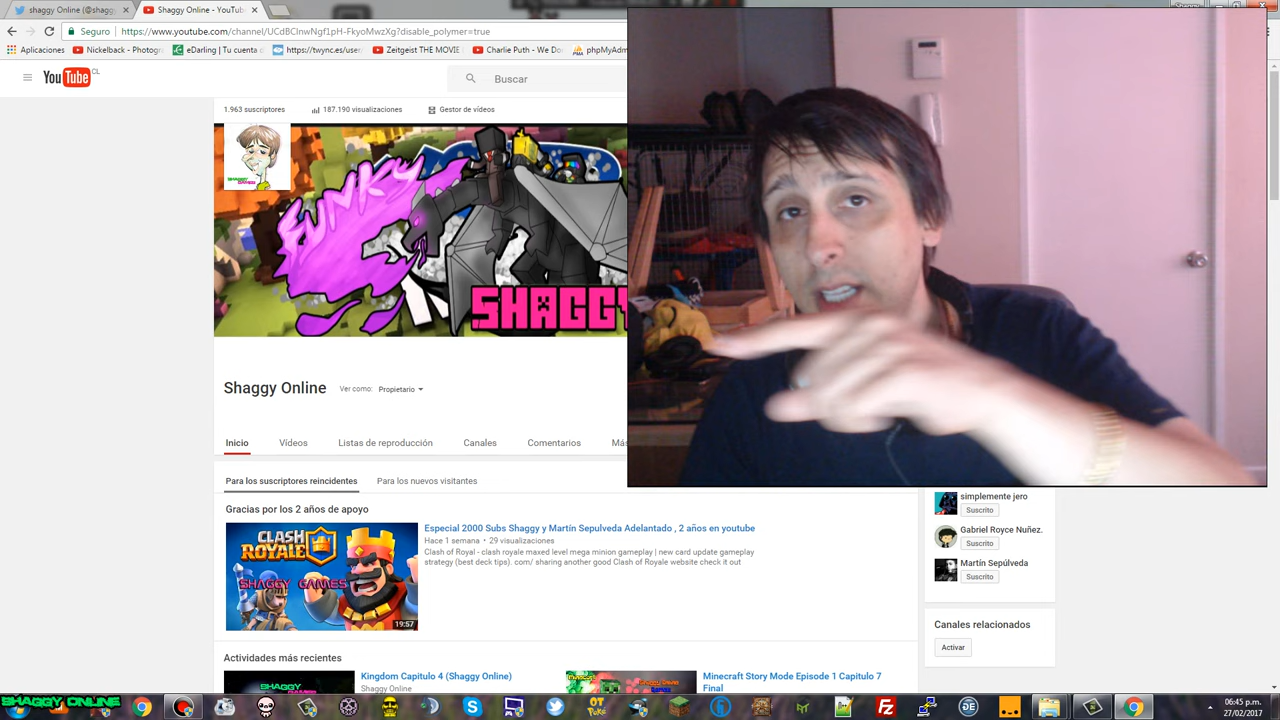 shaggy Online (@shaggyo
Shaggy Online - YouTub
Seguro
https://www.youtube.com/channel/UCdBCInwNgf1pH-FkyoMwzXg?disable_polymer=true
Aplicaciones
Nickelback - Photogr
eDarling | Tu cuenta
https://twync.es/user
Zeitgeist THE MOVIE
Charlie Puth - We Do
phpMyAdm
YouTube CL
Buscar
1.963 suscriptores
187.190 visualizaciones
Gestor de vídeos
SHAGGY
Shaggy Online
Ver como:
Propietario
Inicio
Vídeos
Listas de reproducción
Canales
Comentarios
Más
Para los suscriptores reincidentes
Para los nuevos visitantes
Gracias por los 2 años de apoyo
CLASH
ROYALE
SHAGGY GAMES
19:57
Especial 2000 Subs Shaggy y Martín Sepulveda Adelantado , 2 años en youtube
Hace 1 semana • 29 visualizaciones
Clash of Royal - clash royale maxed level mega minion gameplay | new card update gameplay
strategy (best deck tips). com/ sharing another good Clash of Royale website check it out
simplemente jero
Suscrito
Gabriel Royce Nuñez.
Suscrito
Martín Sepúlveda
Suscrito
Canales relacionados
Activar
Actividades más recientes
Kingdom Capitulo 4 (Shaggy Online)
Shaggy Online
Minecraft Story Mode Episode 1 Capitulo 7
Final
SHAGGY ONLINE
06:45 p.m.
27/02/2017